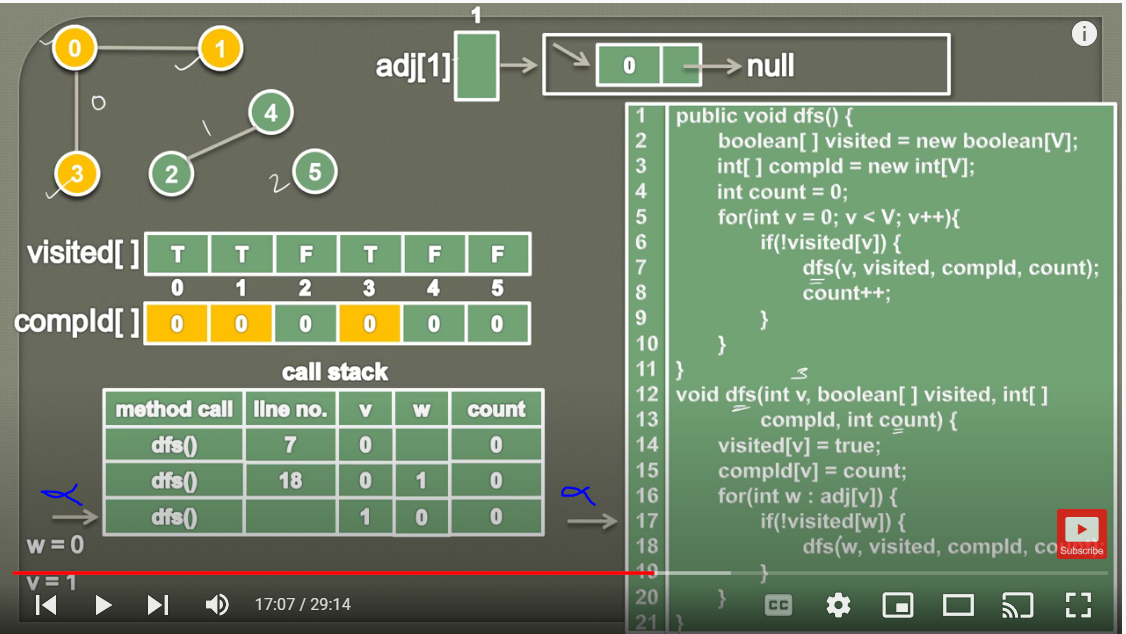 0
1
3
4
2
5
0
1
2
1
adj[1]
0
null
visited[ ] T T F T F F
0 1 2 3 4 5
compId[ ] 0 0 0 0 0 0
call stack
method call line no. v w count
dfs() 7 0 0
dfs() 18 0 1 0
dfs() 1 0 0
w = 0
v = 1
1 public void dfs() {
2 boolean[ ] visited = new boolean[V];
3 int[ ] compId = new int[V];
4 int count = 0;
5 for(int v = 0; v < V; v++){
6 if(!visited[v]) {
7 dfs(v, visited, compId, count);
8 count++;
9 }
10 }
11 }
3
12 void dfs(int v, boolean[ ] visited, int[ ]
13 compId, int count) {
14 visited[v] = true;
15 compId[v] = count;
16 for(int w : adj[v]) {
17 if(!visited[w]) {
18 dfs(w, visited, compId,
19 }
20 }
21 }
Subscribe
17:07 / 29:14
CC
i